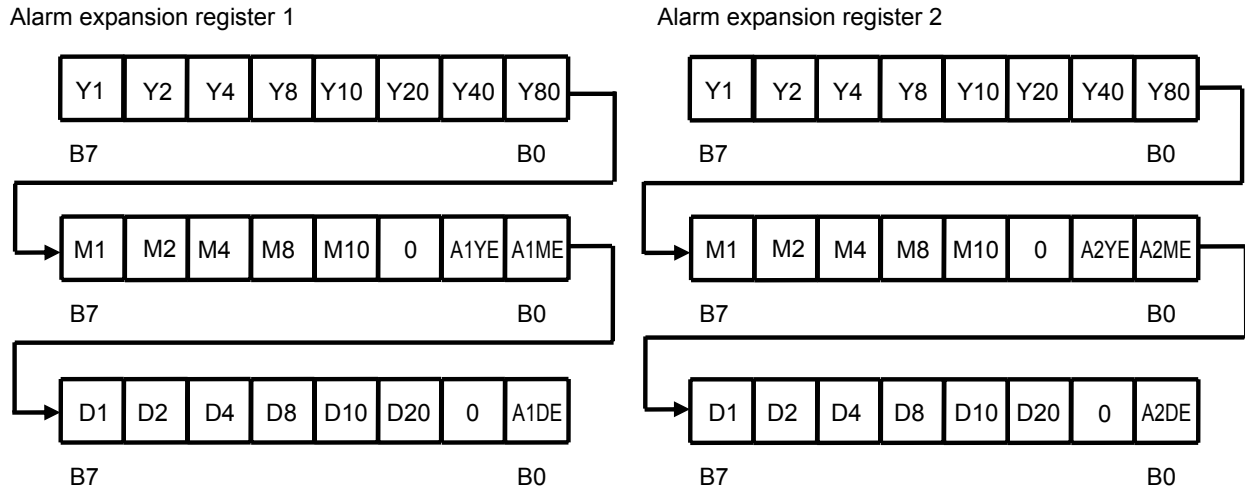 Alarm expansion register 1
Y1 Y2 Y4 Y8 Y10 Y20 Y40 Y80
B7 B0
M1 M2 M4 M8 M10 0 A1YE A1ME
B7 B0
D1 D2 D4 D8 D10 D20 0 A1DE
B7 B0
Alarm expansion register 2
Y1 Y2 Y4 Y8 Y10 Y20 Y40 Y80
B7 B0
M1 M2 M4 M8 M10 0 A2YE A2ME
B7 B0
D1 D2 D4 D8 D10 D20 0 A2DE
B7 B0